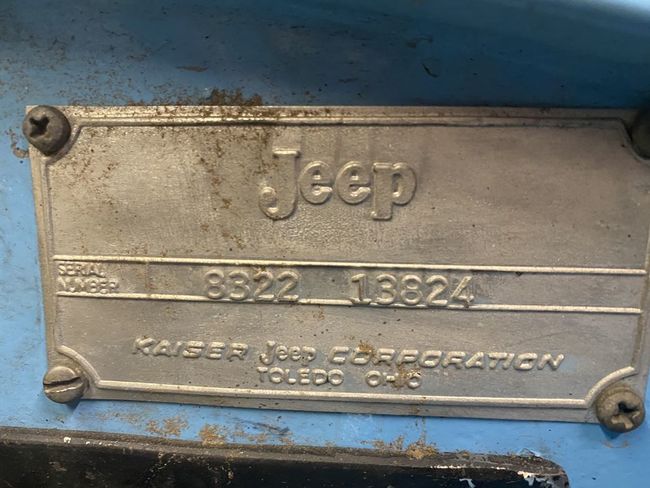 Jeep
SERIAL
NUMBER
8322 13824
KAISER Jeep CORPORATION
TOLEDO OHIO